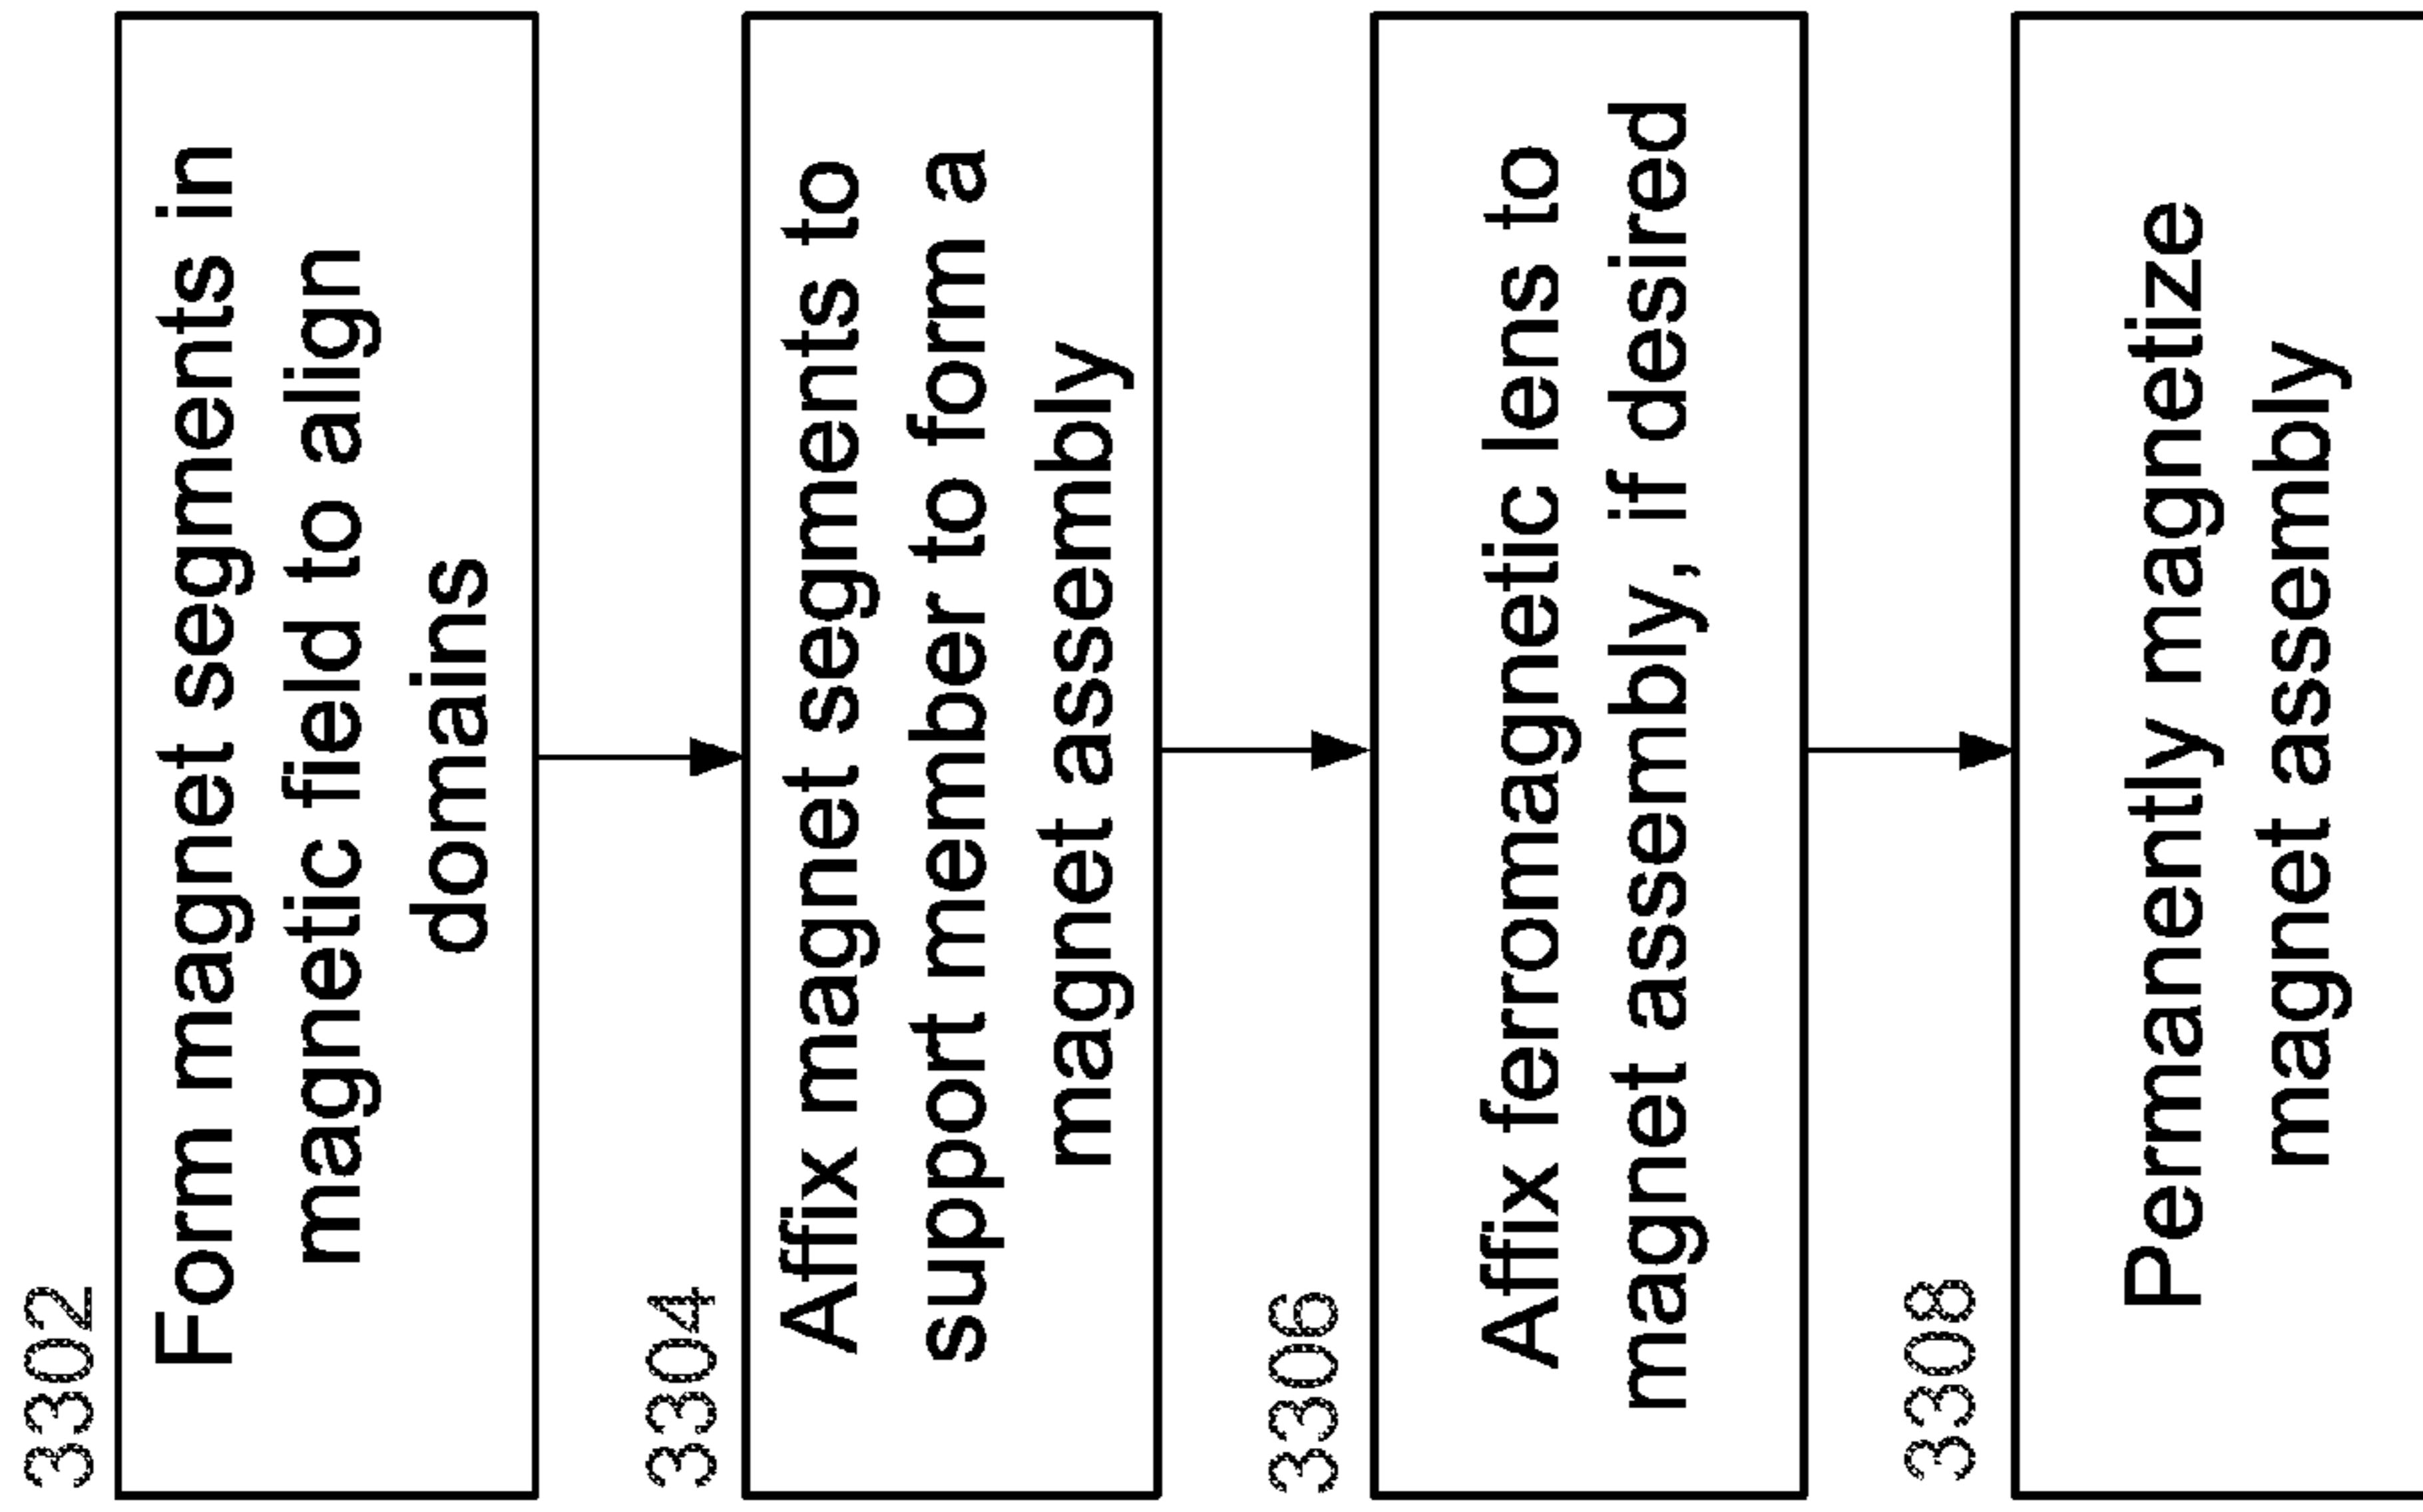 3302
Form magnet segments in
magnetic field to align
domains
3304
Affix magnet segments to
support member to form a
magnet assembly
3306
Affix ferromagnetic lens to
magnet assembly, if desired
3308
Permanently magnetize
magnet assembly